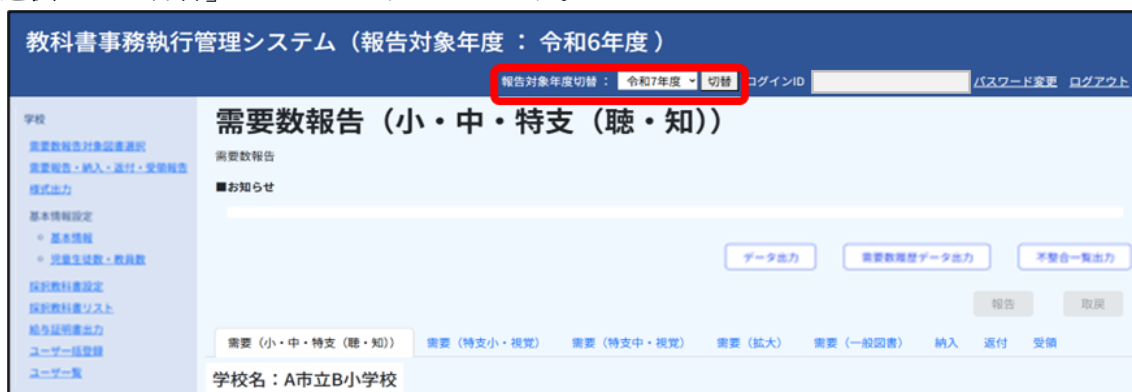 教科書事務執行管理システム（報告対象年度 ： 令和6年度 ）
報告対象年度切替 ： 令和7年度 切替 ログインID パスワード変更 ログアウト
学校
需要数報告対象図書選択
需要報告・納入・返付・受領報告
様式出力
基本情報設定
基本情報
児童生徒数・教員数
採択教科書設定
採択教科書リスト
給与証明書出力
ユーザー括登録
ユーザー覧
需要数報告（小・中・特支（聴・知））
需要数報告
■お知らせ
データ出力 需要数履歴データ出力 不整合一覧出力
報告 取戻
需要（小・中・特支（聴・知）） 需要（特支小・視覚） 需要（特支中・視覚） 需要（拡大） 需要（一般図書） 納入 返付 受領
学校名：A市立B小学校